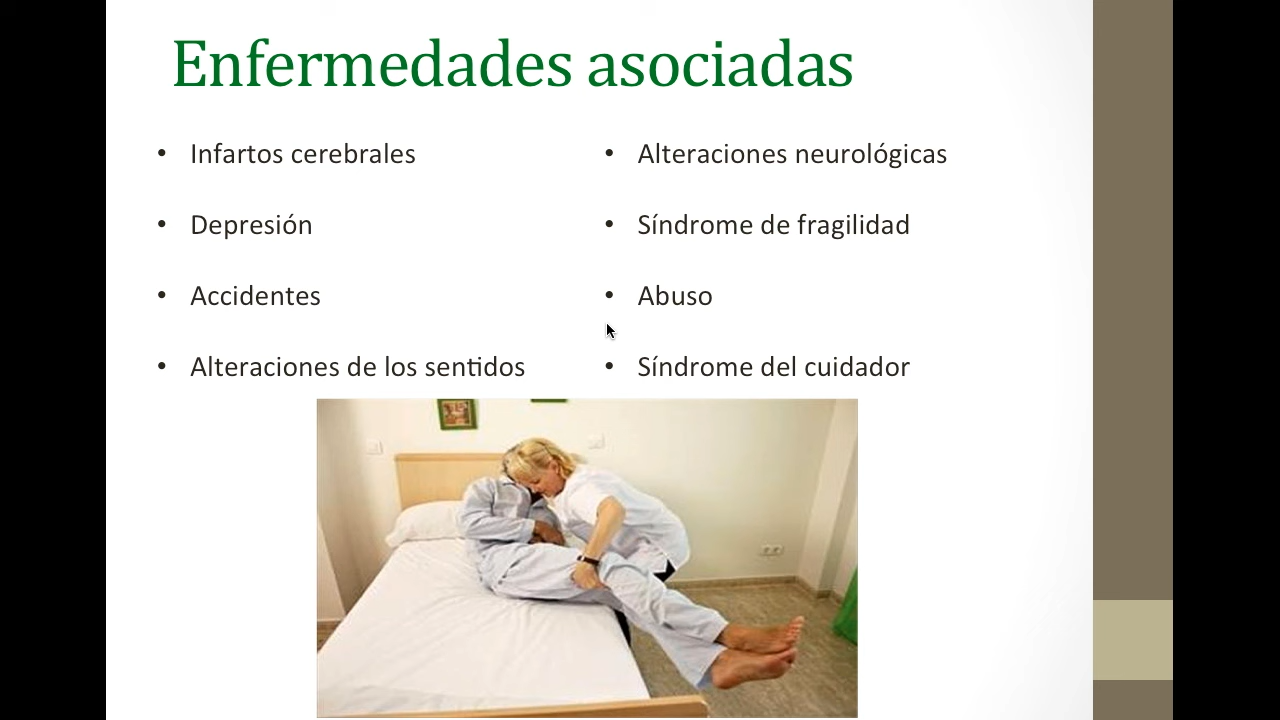 Enfermedades asociadas
• Infartos cerebrales
• Depresión
• Accidentes
• Alteraciones de los sentidos
• Alteraciones neurológicas
• Síndrome de fragilidad
• Abuso
• Síndrome del cuidador